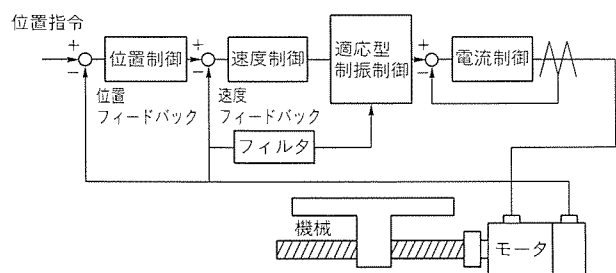 位置指令
+
−
位置制御
+
−
速度制御
適応型
制振制御
+
−
電流制御
位置
フィードバック
速度
フィードバック
フィルタ
機械
モータ